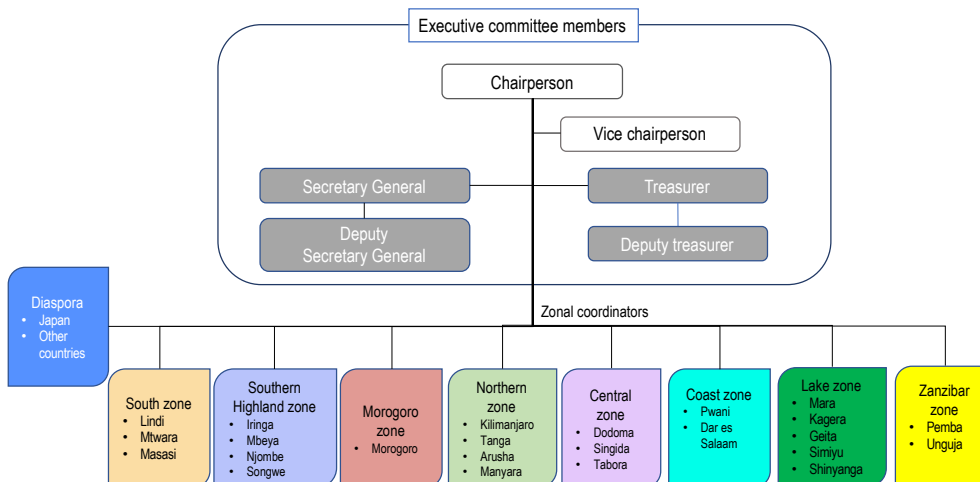 Executive committee members
Chairperson
Vice chairperson
Secretary General
Treasurer
Deputy
Secretary General
Deputy treasurer
Zonal coordinators
Diaspora
• Japan
• Other
countries
South zone
• Lindi
• Mtwara
• Masasi
Southern
Highland zone
• Iringa
• Mbeya
• Njombe
• Songwe
Morogoro
zone
• Morogoro
Northern
zone
• Kilimanjaro
• Tanga
• Arusha
• Manyara
Central
zone
• Dodoma
• Singida
• Tabora
Coast zone
• Pwani
• Dar es
Salaam
Lake zone
• Mara
• Kagera
• Geita
• Simiyu
• Shinyanga
Zanzibar
zone
• Pemba
• Unguja